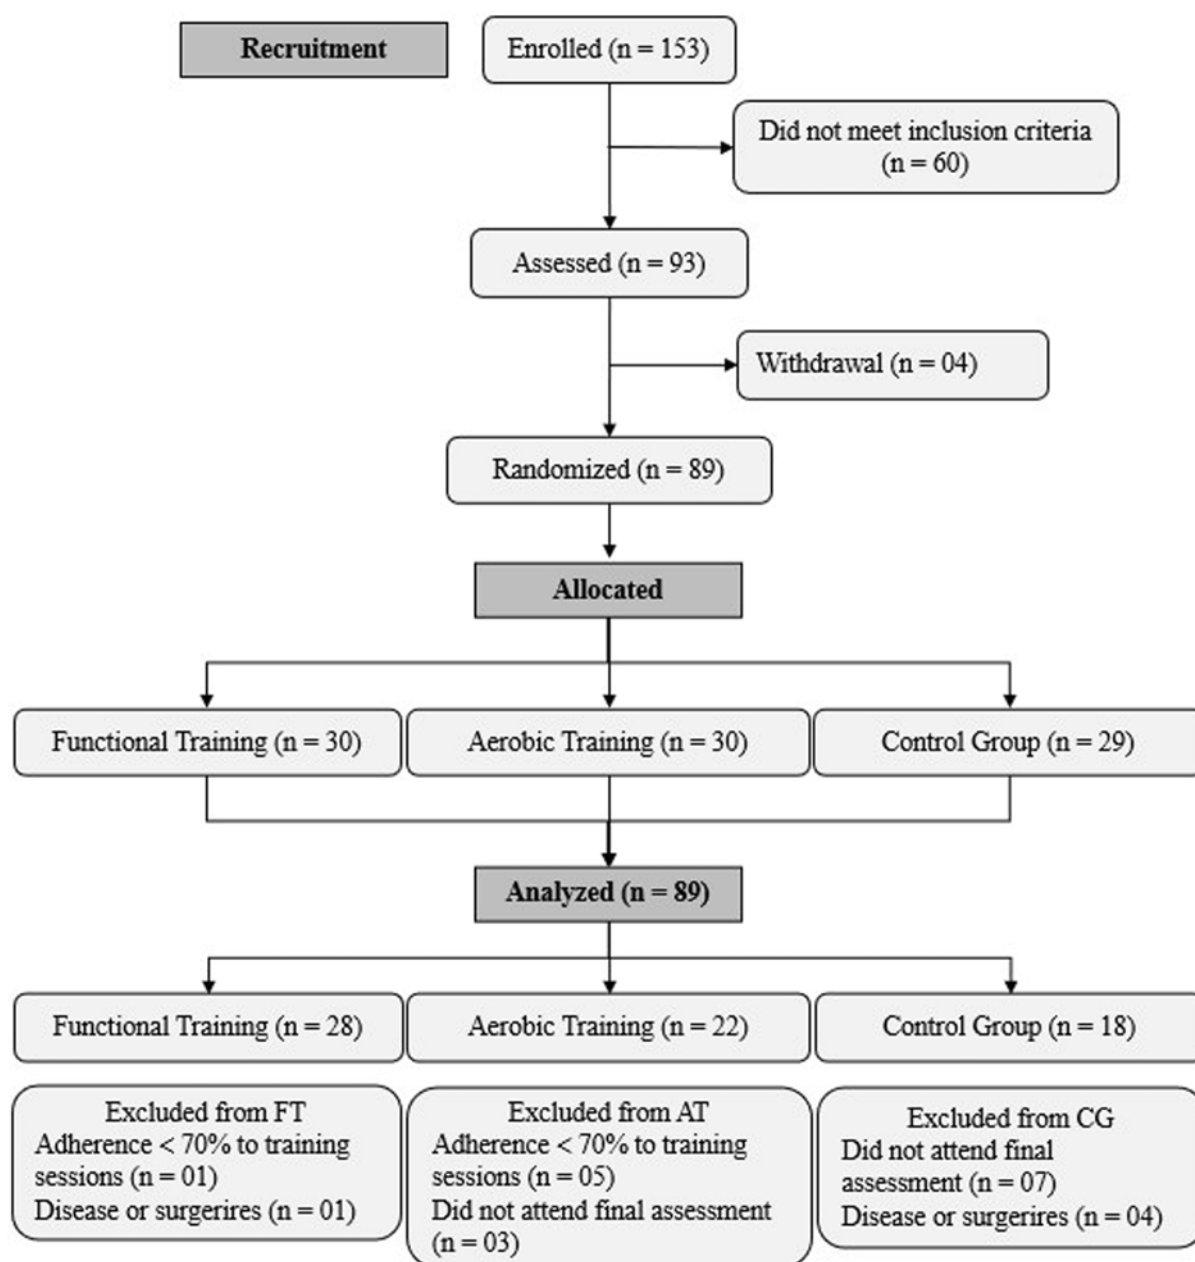 Recruitment
Enrolled (n = 153)
Did not meet inclusion criteria
(n = 60)
Assessed (n = 93)
Withdrawal (n = 04)
Randomized (n = 89)
Allocated
Functional Training (n = 30)
Aerobic Training (n = 30)
Control Group (n = 29)
Analyzed (n = 89)
Functional Training (n = 28)
Aerobic Training (n = 22)
Control Group (n = 18)
Excluded from FT
Adherence < 70% to training
sessions (n = 01)
Disease or surgerires (n = 01)
Excluded from AT
Adherence < 70% to training
sessions (n = 05)
Did not attend final assessment
(n = 03)
Excluded from CG
Did not attend final
assessment (n = 07)
Disease or surgerires (n = 04)